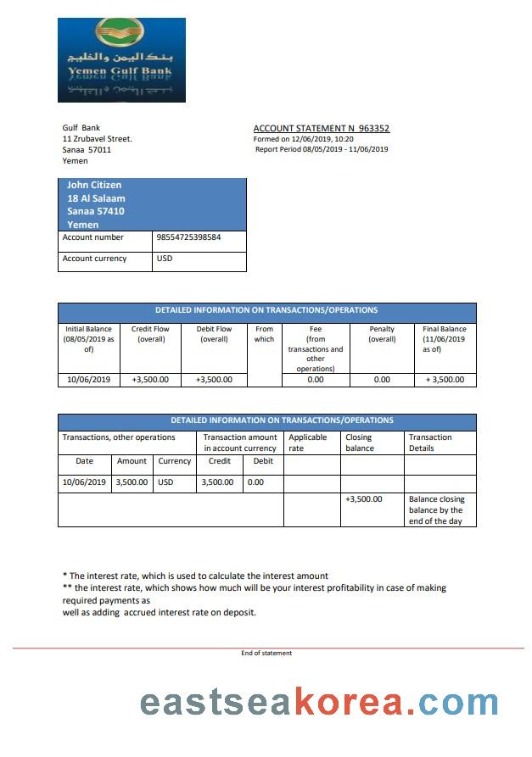 بنك اليمن والخليج
Yemen Gulf Bank
Gulf Bank
11 Zrubavel Street.
Sanaa 57011
Yemen
ACCOUNT STATEMENT N 963352
Formed on 12/06/2019, 10:20
Report Period 08/05/2019 - 11/06/2019
John Citizen
18 Al Salaam
Sanaa 57410
Yemen
Account number 98554725398584
Account currency USD
DETAILED INFORMATION ON TRANSACTIONS/OPERATIONS
Initial Balance (08/05/2019 as of) Credit Flow (overall) Debit Flow (overall) From which Fee (from transactions and other operations) Penalty (overall) Final Balance (11/06/2019 as of)
10/06/2019 +3,500.00 +3,500.00 0.00 0.00 + 3,500.00
DETAILED INFORMATION ON TRANSACTIONS/OPERATIONS
Transactions, other operations Transaction amount in account currency Applicable rate Closing balance Transaction Details
Date Amount Currency Credit Debit
10/06/2019 3,500.00 USD 3,500.00 0.00
+3,500.00 Balance closing balance by the end of the day
* The interest rate, which is used to calculate the interest amount
** the interest rate, which shows how much will be your interest profitability in case of making
required payments as
well as adding accrued interest rate on deposit.
End of statement
eastseakorea.com